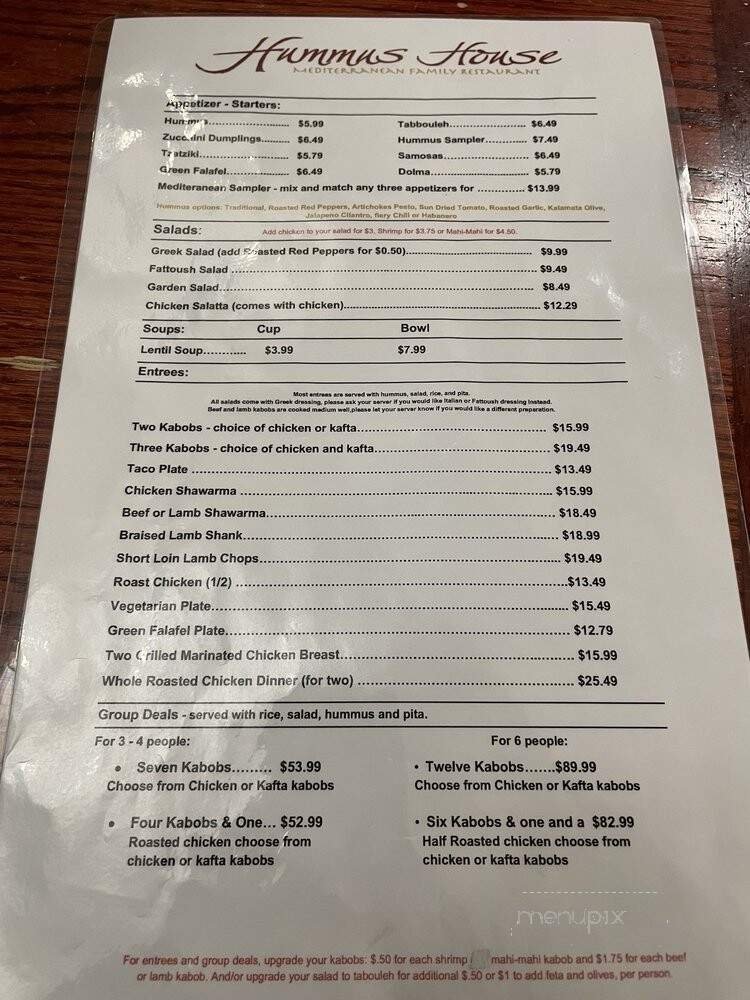 Hummus House
MEDITERRANEAN FAMILY RESTAURANT
Appetizer - Starters:
Hummus........................... $5.99
Zucchini Dumplings.......... $6.49
Tzatziki............................. $5.79
Green Falafel.................... $6.49
Tabbouleh........................ $6.49
Hummus Sampler............. $7.49
Samosas.......................... $6.49
Dolma............................... $5.79
Mediteranean Sampler - mix and match any three appetizers for .............. $13.99
Hummus options: Traditional, Roasted Red Peppers, Artichokes Pesto, Sun Dried Tomato, Roasted Garlic, Kalamata Olive,
Jalapeno Cilantro, fiery Chili or Habanero
Salads: Add chicken to your salad for $3, Shrimp for $3.75 or Mahi-Mahi for $4.50.
Greek Salad (add Roasted Red Peppers for $0.50)......................................... $9.99
Fattoush Salad ................................................................................................ $9.49
Garden Salad.................................................................................................... $8.49
Chicken Salatta (comes with chicken)............................................................. $12.29
Soups: Cup Bowl
Lentil Soup............ $3.99 $7.99
Entrees:
Most entrees are served with hummus, salad, rice, and pita.
All salads come with Greek dressing, please ask your server if you would like Italian or Fattoush dressing instead.
Beef and lamb kabobs are cooked medium well,please let your server know if you would like a different preparation.
Two Kabobs - choice of chicken or kafta................................................ $15.99
Three Kabobs - choice of chicken and kafta............................................ $19.49
Taco Plate ............................................................................................. $13.49
Chicken Shawarma ................................................................................ $15.99
Beef or Lamb Shawarma......................................................................... $18.49
Braised Lamb Shank................................................................................ $18.99
Short Loin Lamb Chops............................................................................ $19.49
Roast Chicken (1/2) .................................................................................$13.49
Vegetarian Plate....................................................................................... $15.49
Green Falafel Plate................................................................................... $12.79
Two Grilled Marinated Chicken Breast...................................................... $15.99
Whole Roasted Chicken Dinner (for two) .................................................. $25.49
Group Deals - served with rice, salad, hummus and pita.
For 3 - 4 people:
• Seven Kabobs......... $53.99
Choose from Chicken or Kafta kabobs
• Four Kabobs & One... $52.99
Roasted chicken choose from
chicken or kafta kabobs
For 6 people:
• Twelve Kabobs.......$89.99
Choose from Chicken or Kafta kabobs
• Six Kabobs & one and a $82.99
Half Roasted chicken choose from
chicken or kafta kabobs
menupix
For entrees and group deals, upgrade your kabobs: $.50 for each shrimp mahi-mahi kabob and $1.75 for each beef
or lamb kabob. And/or upgrade your salad to tabouleh for additional $.50 or $1 to add feta and olives, per person.